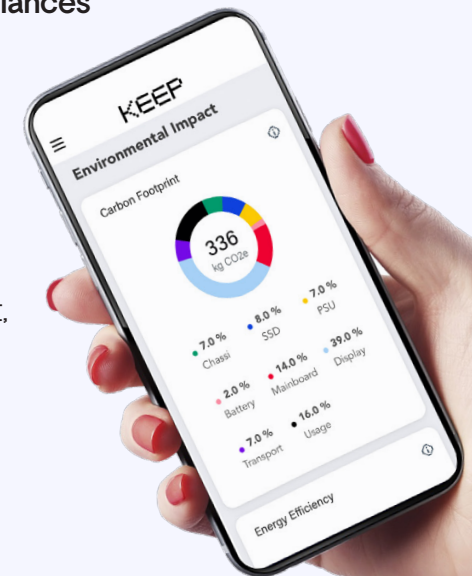 iances
KEEP
Environmental Impact
Carbon Footprint
336
kg CO2e
7.0 % 8.0 % 7.0 %
Chassi SSD PSU
2.0 % 14.0 % 39.0 %
Battery Mainboard Display
7.0 % 16.0 %
Transport Usage
t,
Energy Efficiency